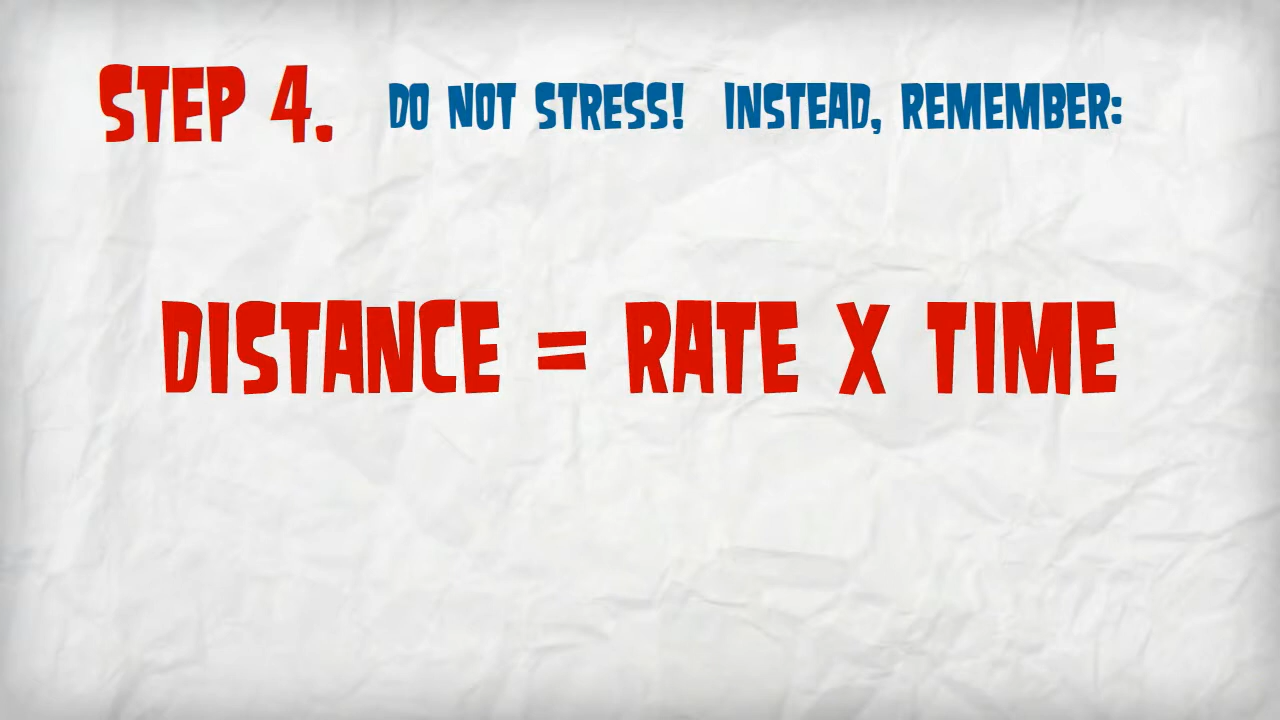 STEP 4. DO NOT STRESS! INSTEAD, REMEMBER:
DISTANCE = RATE X TIME